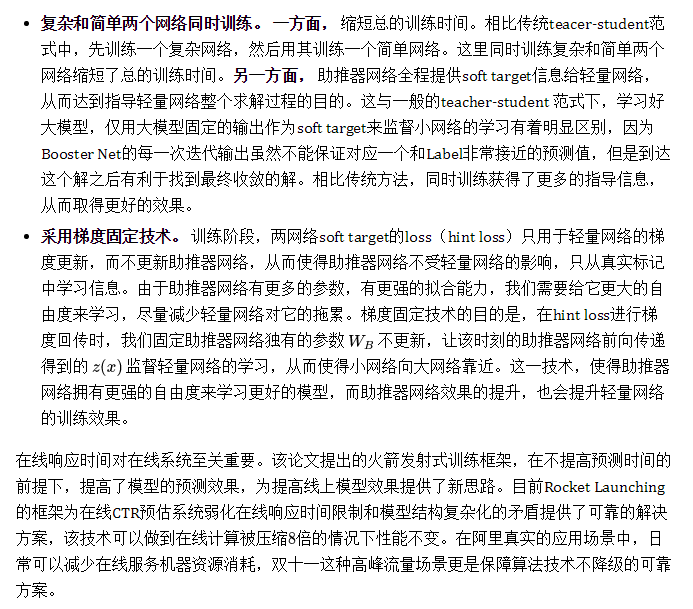 • 复杂和简单两个网络同时训练。 一方面， 缩短总的训练时间。相比传统teacer-student范
式中，先训练一个复杂网络，然后用其训练一个简单网络。这里同时训练复杂和简单两个
网络缩短了总的训练时间。另一方面， 助推器网络全程提供soft target信息给轻量网络，
从而达到指导轻量网络整个求解过程的目的。这与一般的teacher-student 范式下，学习好
大模型，仅用大模型固定的输出作为soft target来监督小网络的学习有着明显区别，因为
Booster Net的每一次迭代输出虽然不能保证对应一个和Label非常接近的预测值，但是到达
这个解之后有利于找到最终收敛的解。相比传统方法，同时训练获得了更多的指导信息，
从而取得更好的效果。
• 采用梯度固定技术。 训练阶段，两网络soft target的loss（hint loss）只用于轻量网络的梯
度更新，而不更新助推器网络，从而使得助推器网络不受轻量网络的影响，只从真实标记
中学习信息。由于助推器网络有更多的参数，有更强的拟合能力，我们需要给它更大的自
由度来学习，尽量减少轻量网络对它的拖累。梯度固定技术的目的是，在hint loss进行梯
度回传时，我们固定助推器网络独有的参数 W_B 不更新，让该时刻的助推器网络前向传递
得到的 z(x) 监督轻量网络的学习，从而使得小网络向大网络靠近。这一技术，使得助推器
网络拥有更强的自由度来学习更好的模型，而助推器网络效果的提升，也会提升轻量网络
的训练效果。
在线响应时间对在线系统至关重要。该论文提出的火箭发射式训练框架，在不提高预测时间的
前提下，提高了模型的预测效果，为提高线上模型效果提供了新思路。目前Rocket Launching
的框架为在线CTR预估系统弱化在线响应时间限制和模型结构复杂化的矛盾提供了可靠的解决
方案，该技术可以做到在线计算被压缩8倍的情况下性能不变。在阿里真实的应用场景中，日
常可以减少在线服务机器资源消耗，双十一这种高峰流量场景更是保障算法技术不降级的可靠
方案。